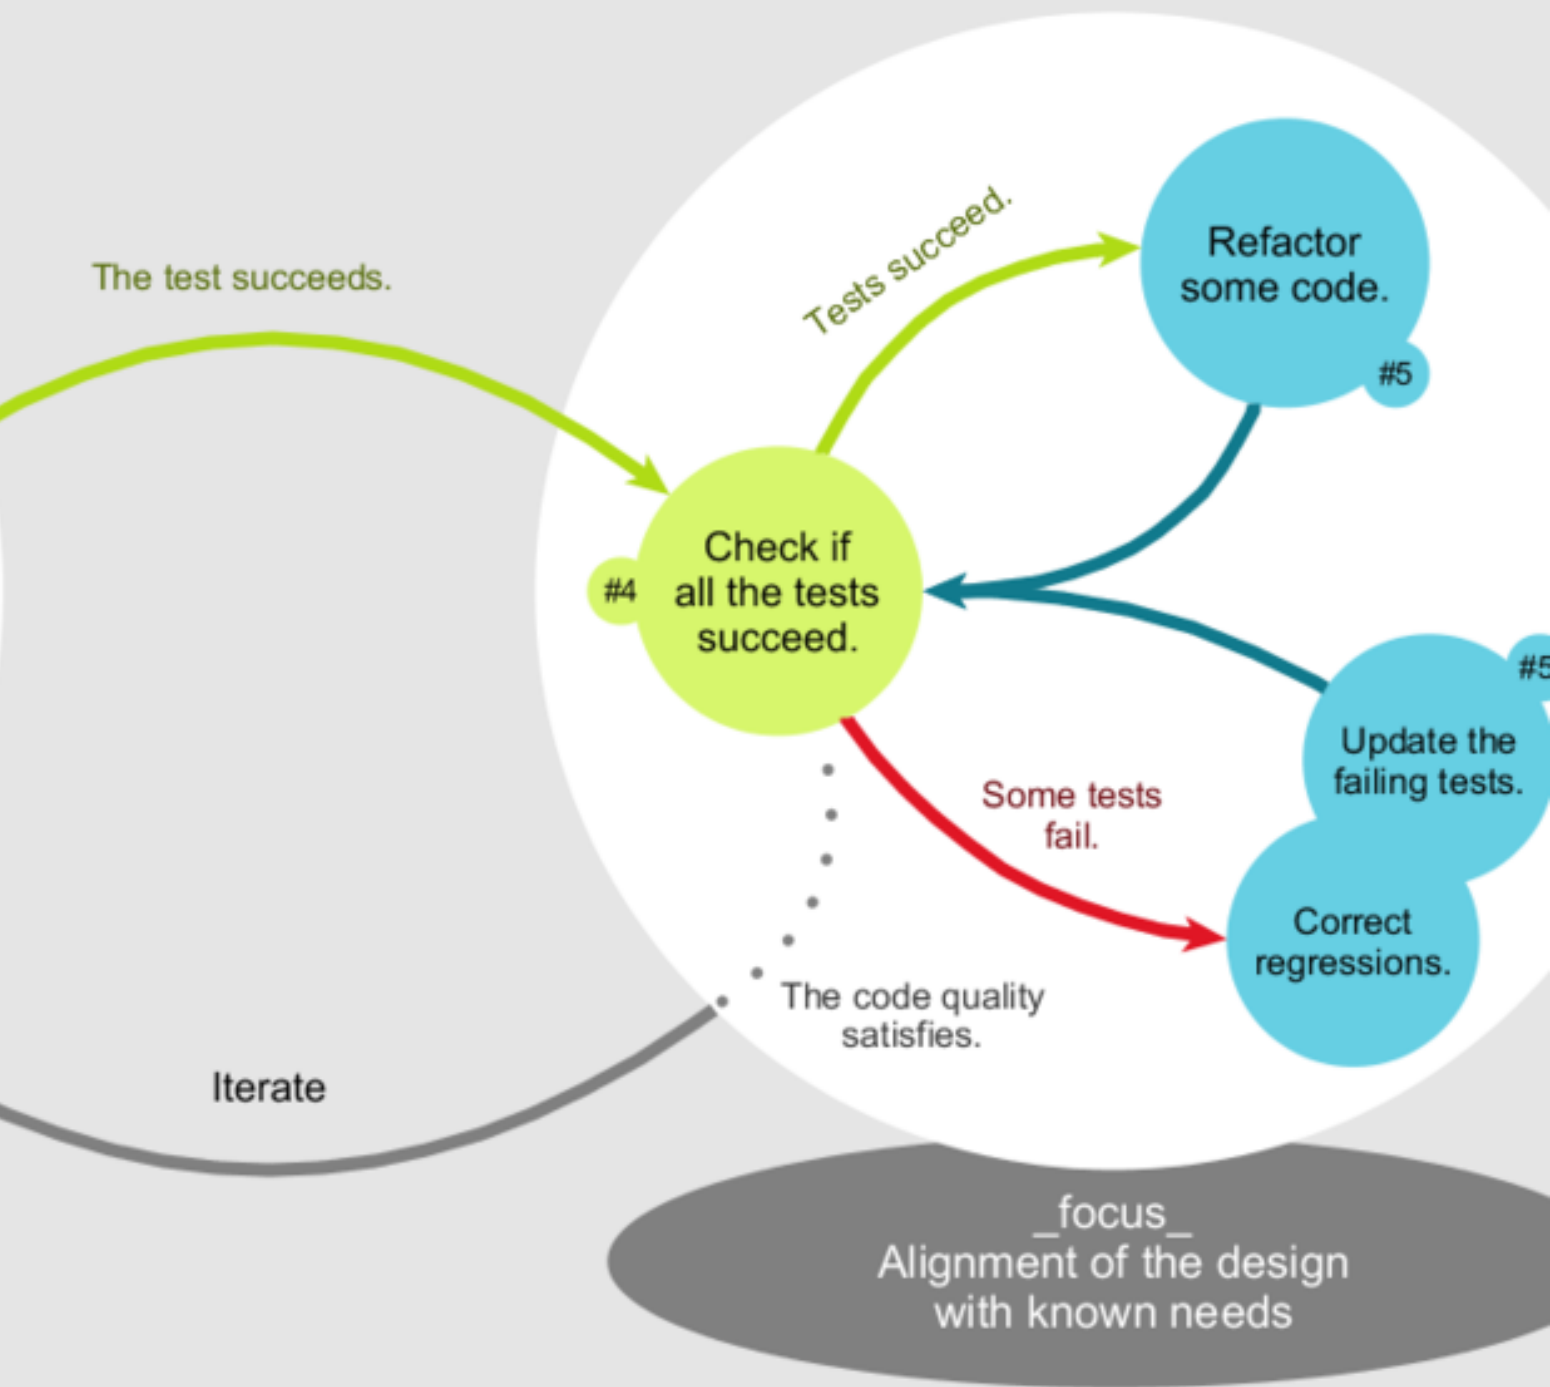 The test succeeds.
Tests succeed.
Refactor
some code.
#5
Check if
all the tests
succeed.
#4
#5
Update the
failing tests.
Some tests
fail.
Correct
regressions.
The code quality
satisfies.
Iterate
_focus_
Alignment of the design
with known needs